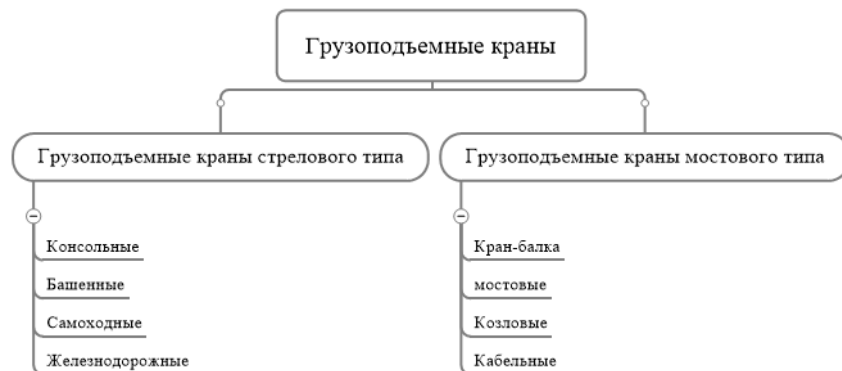 Грузоподъемные краны
Грузоподъемные краны стрелового типа
Консольные
Башенные
Самоходные
Железнодорожные
Грузоподъемные краны мостового типа
Кран-балка
мостовые
Козловые
Кабельные